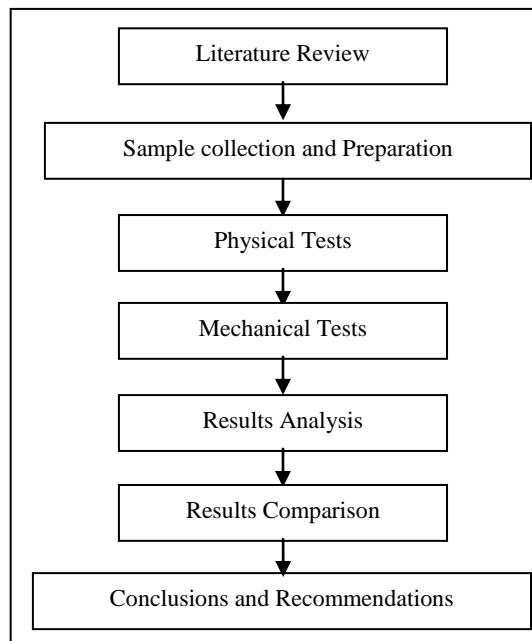 Literature Review
Sample collection and Preparation
Physical Tests
Mechanical Tests
Results Analysis
Results Comparison
Conclusions and Recommendations